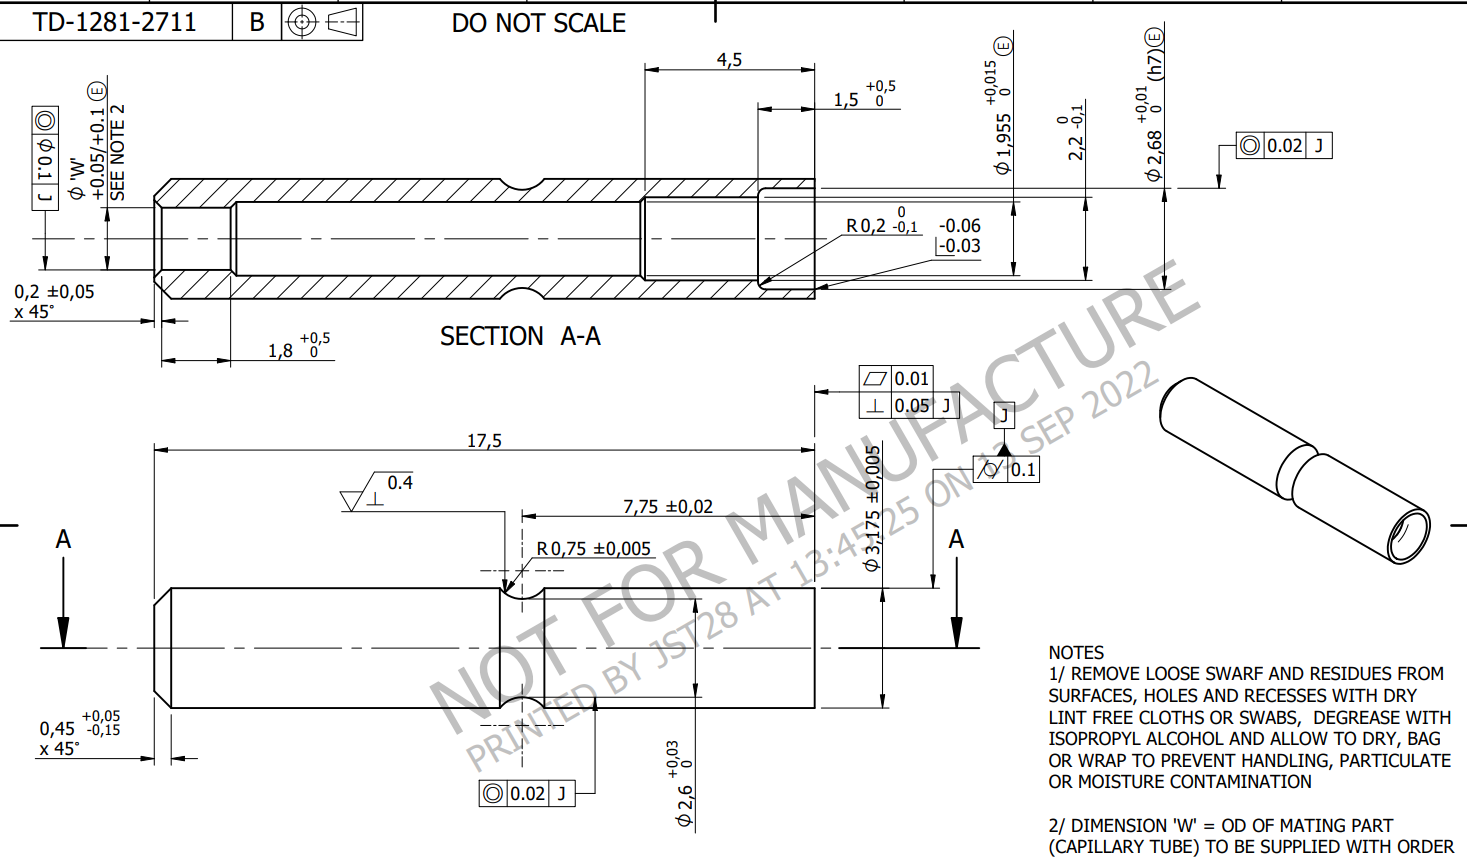 TD-1281-2711 B DO NOT SCALE
4,5
1,5 +0,5 0
⌀ 1,955 +0,015 0 Ⓔ
2,2 0 -0,1
⌀ 2,68 +0,01 0 (h7) Ⓔ
◎ 0.02 J
◎ ⌀ 0.1 J
⌀ 'W'
+0.05/+0.1 Ⓔ
SEE NOTE 2
R 0,2 0 -0,1
-0.06
-0.03
0,2 ±0,05
x 45°
1,8 +0,5 0
SECTION A-A
⏥ 0.01
⊥ 0.05 J
J
⌭ 0.1
17,5
0.4
⊥
7,75 ±0,02
R 0,75 ±0,005
⌀ 3,175 ±0,005
A A
0,45 +0,05 -0,15
x 45°
◎ 0.02 J
⌀ 2,6 +0,03 0
NOT FOR MANUFACTURE
PRINTED BY JST28 AT 13:45:25 ON 13 SEP 2022
NOTES
1/ REMOVE LOOSE SWARF AND RESIDUES FROM
SURFACES, HOLES AND RECESSES WITH DRY
LINT FREE CLOTHS OR SWABS, DEGREASE WITH
ISOPROPYL ALCOHOL AND ALLOW TO DRY, BAG
OR WRAP TO PREVENT HANDLING, PARTICULATE
OR MOISTURE CONTAMINATION
2/ DIMENSION 'W' = OD OF MATING PART
(CAPILLARY TUBE) TO BE SUPPLIED WITH ORDER